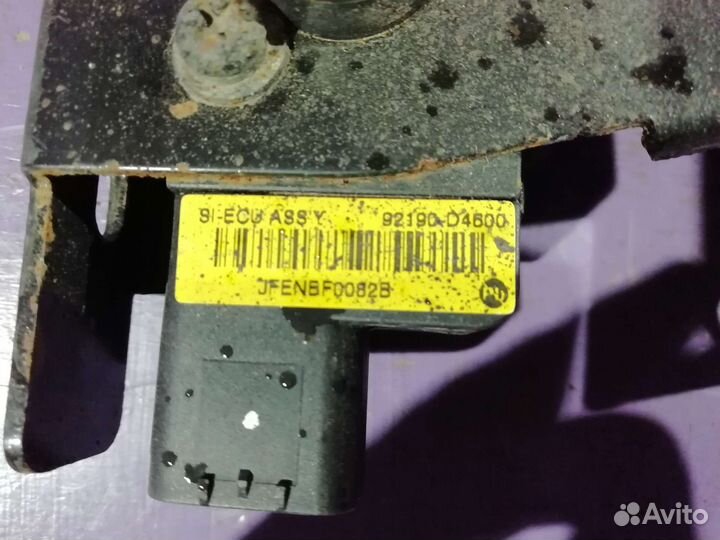 SI-ECU ASS'Y 92190-D4600
JFENBF0082B
Avito